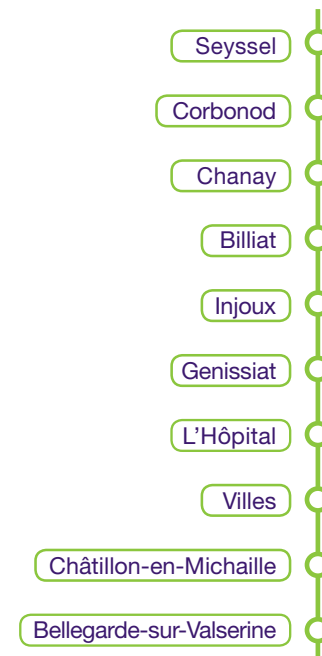 Seyssel
Corbonod
Chanay
Billiat
Injoux
Genissiat
L'Hôpital
Villes
Châtillon-en-Michaille
Bellegarde-sur-Valserine